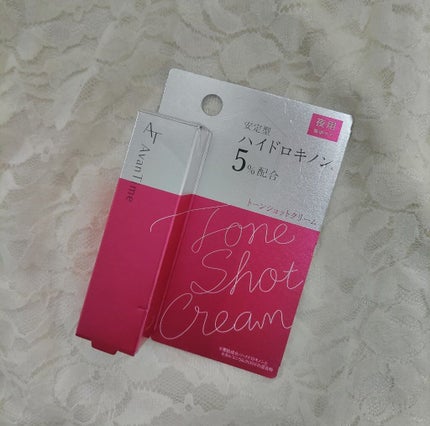 AT
AvanTime
夜用
安定型
ハイドロキノン
5%配合
トーンショットクリーム
Tone
Shot
Cream